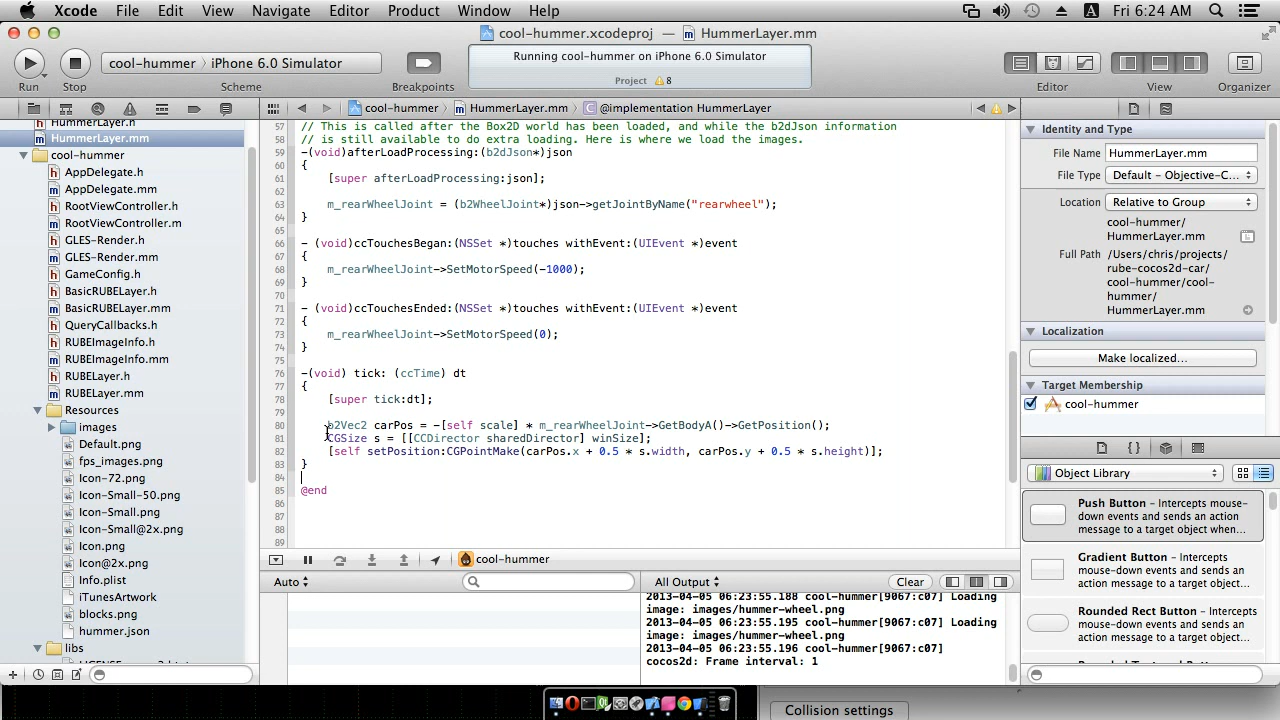 Xcode File Edit View Navigate Editor Product Window Help
A Fri 6:24 AM
cool-hummer.xcodeproj — HummerLayer.mm
cool-hummer iPhone 6.0 Simulator
Running cool-hummer on iPhone 6.0 Simulator
Project 8
Run Stop Scheme Breakpoints Editor View Organizer
cool-hummer HummerLayer.mm @implementation HummerLayer
HummerLayer.h
HummerLayer.mm
cool-hummer
AppDelegate.h
AppDelegate.mm
RootViewController.h
RootViewController.m
GLES-Render.h
GLES-Render.mm
GameConfig.h
BasicRUBELayer.h
BasicRUBELayer.mm
QueryCallbacks.h
RUBEImageInfo.h
RUBEImageInfo.mm
RUBELayer.h
RUBELayer.mm
Resources
images
Default.png
fps_images.png
Icon-72.png
Icon-Small-50.png
Icon-Small.png
Icon-Small@2x.png
Icon.png
Icon@2x.png
Info.plist
iTunesArtwork
blocks.png
hummer.json
libs
57 // This is called after the Box2D world has been loaded, and while the b2dJson information
58 // is still available to do extra loading. Here is where we load the images.
59 -(void)afterLoadProcessing:(b2dJson*)json
60 {
61 [super afterLoadProcessing:json];
62
63 m_rearWheelJoint = (b2WheelJoint*)json->getJointByName("rearwheel");
64 }
65
66 - (void)ccTouchesBegan:(NSSet *)touches withEvent:(UIEvent *)event
67 {
68 m_rearWheelJoint->SetMotorSpeed(-1000);
69 }
70
71 - (void)ccTouchesEnded:(NSSet *)touches withEvent:(UIEvent *)event
72 {
73 m_rearWheelJoint->SetMotorSpeed(0);
74 }
75
76 -(void) tick: (ccTime) dt
77 {
78 [super tick:dt];
79
80 b2Vec2 carPos = -[self scale] * m_rearWheelJoint->GetBodyA()->GetPosition();
81 CGSize s = [[CCDirector sharedDirector] winSize];
82 [self setPosition:CGPointMake(carPos.x + 0.5 * s.width, carPos.y + 0.5 * s.height)];
83 }
84
85 @end
86
87
88
89
cool-hummer
Auto All Output Clear
2013-04-05 06:23:55.188 cool-hummer[9067:c07] Loading
image: images/hummer-wheel.png
2013-04-05 06:23:55.195 cool-hummer[9067:c07] Loading
image: images/hummer-wheel.png
2013-04-05 06:23:55.196 cool-hummer[9067:c07]
cocos2d: Frame interval: 1
Identity and Type
File Name HummerLayer.mm
File Type Default - Objective-C...
Location Relative to Group
cool-hummer/
HummerLayer.mm
Full Path /Users/chris/projects/
rube-cocos2d-car/
cool-hummer/cool-
hummer/
HummerLayer.mm
Localization
Make localized...
Target Membership
cool-hummer
Object Library
Push Button – Intercepts mouse-
down events and sends an
action message to a target
object when...
Gradient Button – Intercepts
mouse-down events and sends an
action message to a target
object...
Rounded Rect Button – Intercepts
mouse-down events and sends an
action message to a target object...
Collision settings